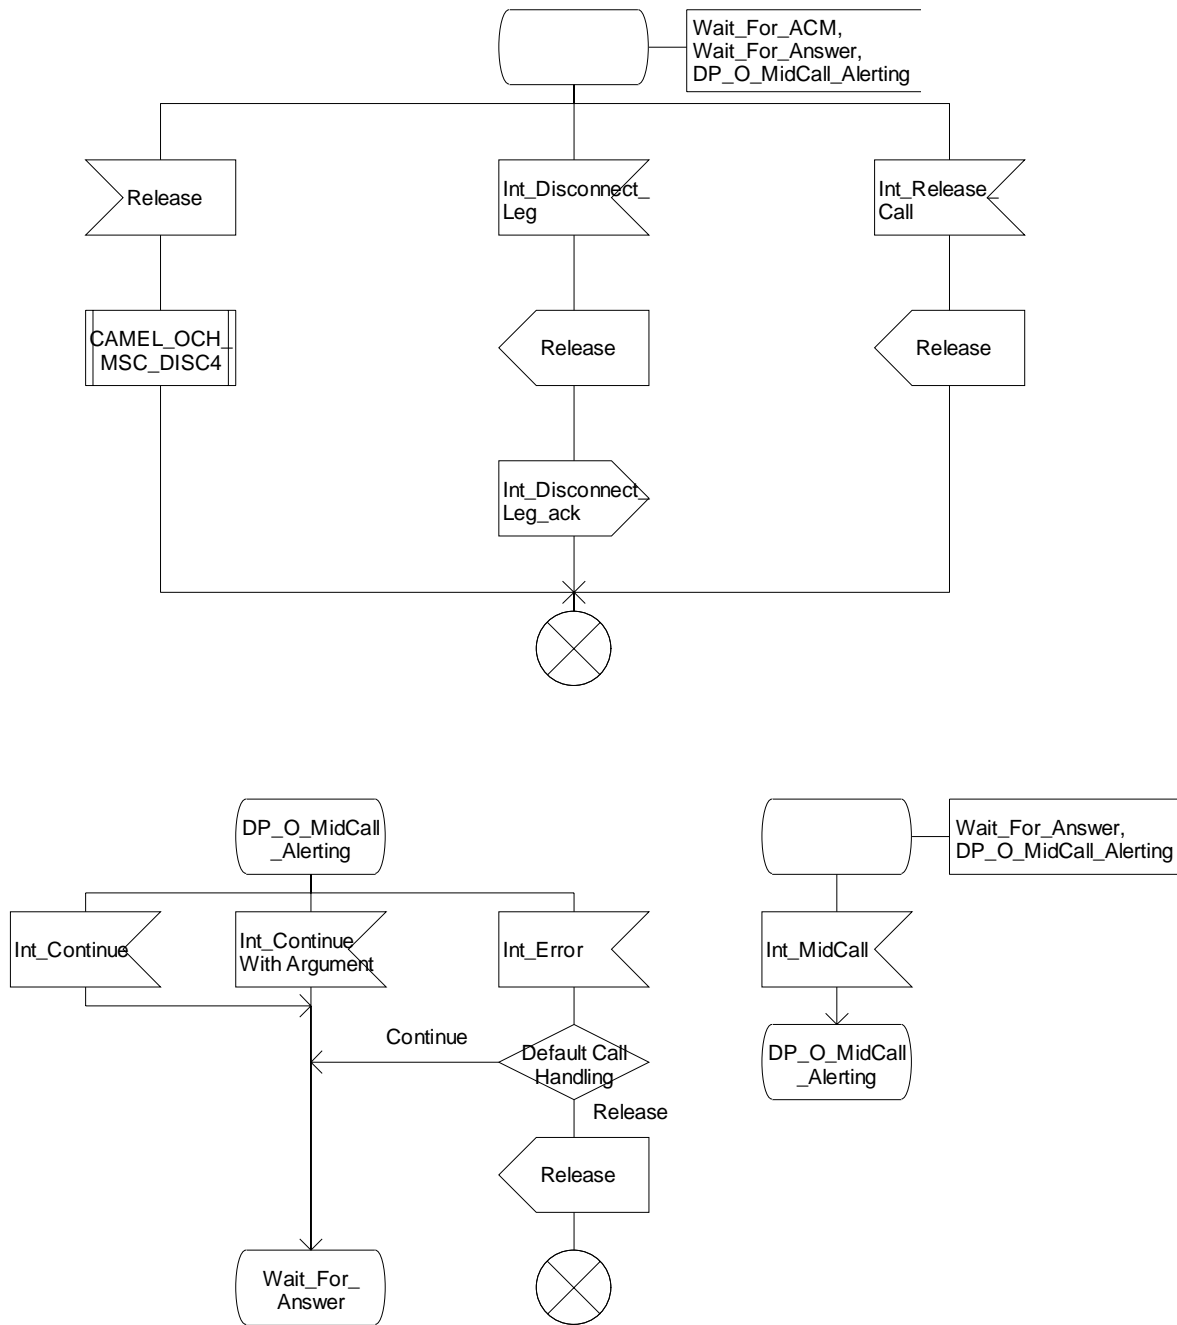 Wait_For_ACM,
Wait_For_Answer,
DP_O_MidCall_Alerting
Release
Int_Disconnect_
Leg
Int_Release_
Call
CAMEL_OCH_
MSC_DISC4
Release
Release
Int_Disconnect_
Leg_ack
DP_O_MidCall
_Alerting
Wait_For_Answer,
DP_O_MidCall_Alerting
Int_Continue
Int_Continue
With Argument
Int_Error
Int_MidCall
Continue
Default Call
Handling
DP_O_MidCall
_Alerting
Release
Release
Wait_For_
Answer